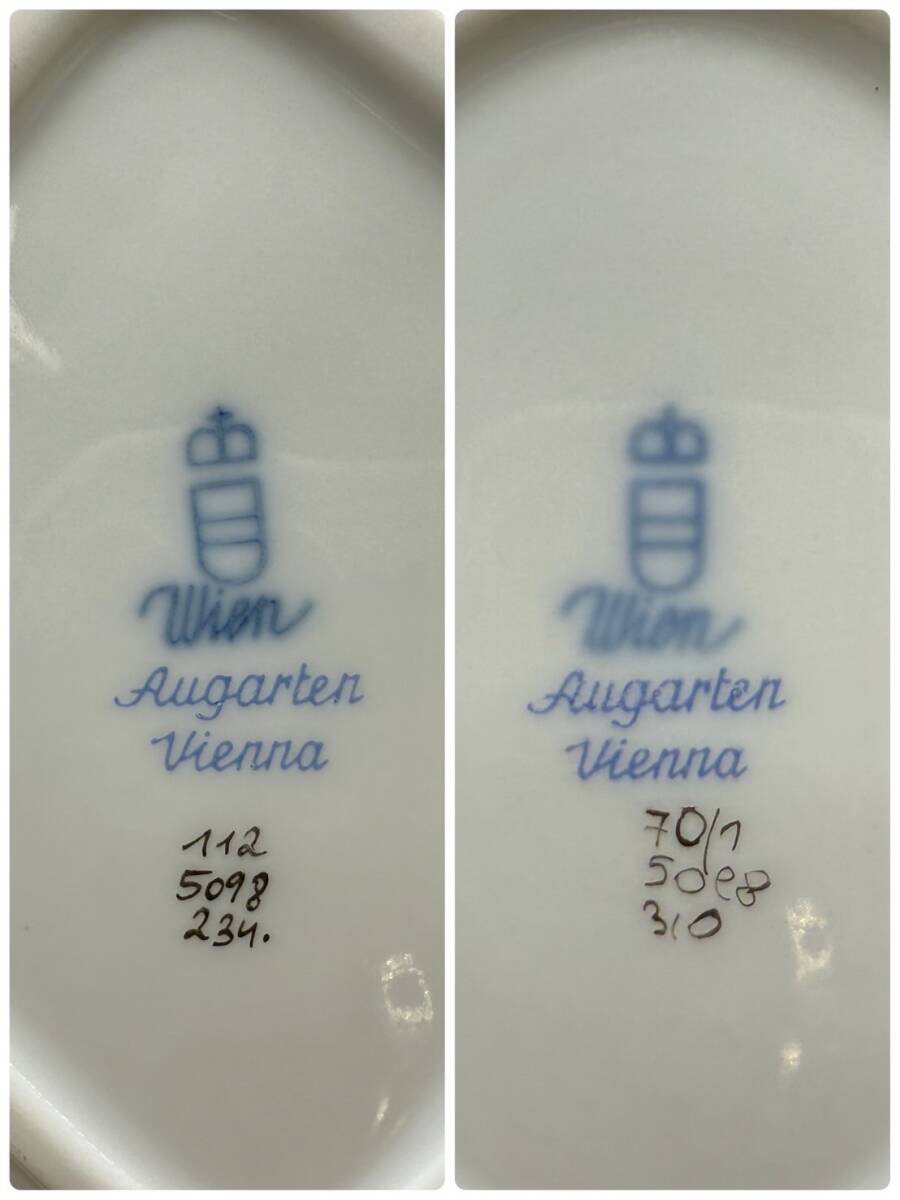 Wien
Augarten
Vienna
112
5098
234.
Wien
Augarten
Vienna
70/1
5098
310